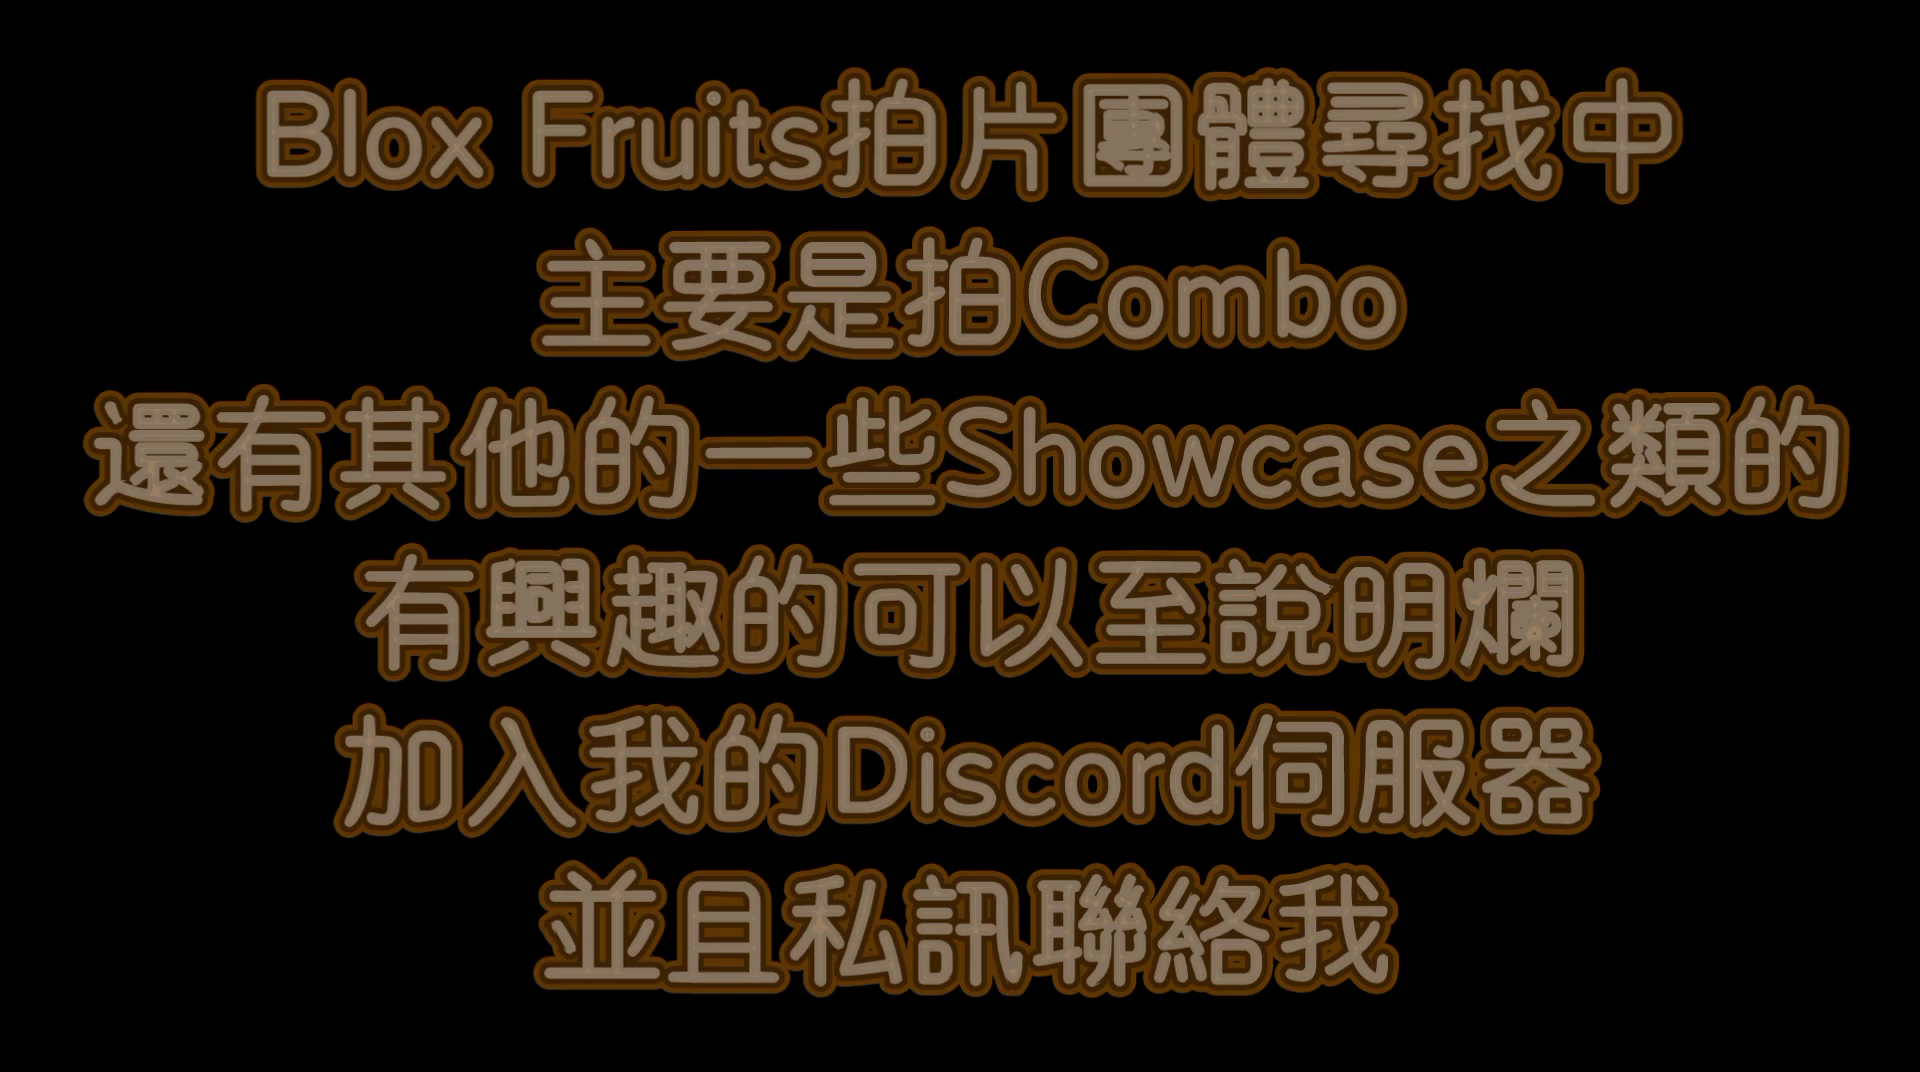 Blox Fruits拍片團體尋找中
主要是拍Combo
還有其他的一些Showcase之類的
有興趣的可以至說明爛
加入我的Discord伺服器
並且私訊聯絡我